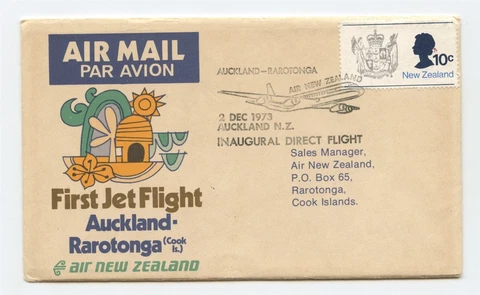 AIR MAIL
PAR AVION
First Jet Flight
Auckland-
Rarotonga (Cook Is.)
air new zealand
AUCKLAND-RAROTONGA
AIR NEW ZEALAND
2 DEC 1973
AUCKLAND N.Z.
INAUGURAL DIRECT FLIGHT
10c
New Zealand
Sales Manager,
Air New Zealand,
P.O. Box 65,
Rarotonga,
Cook Islands.